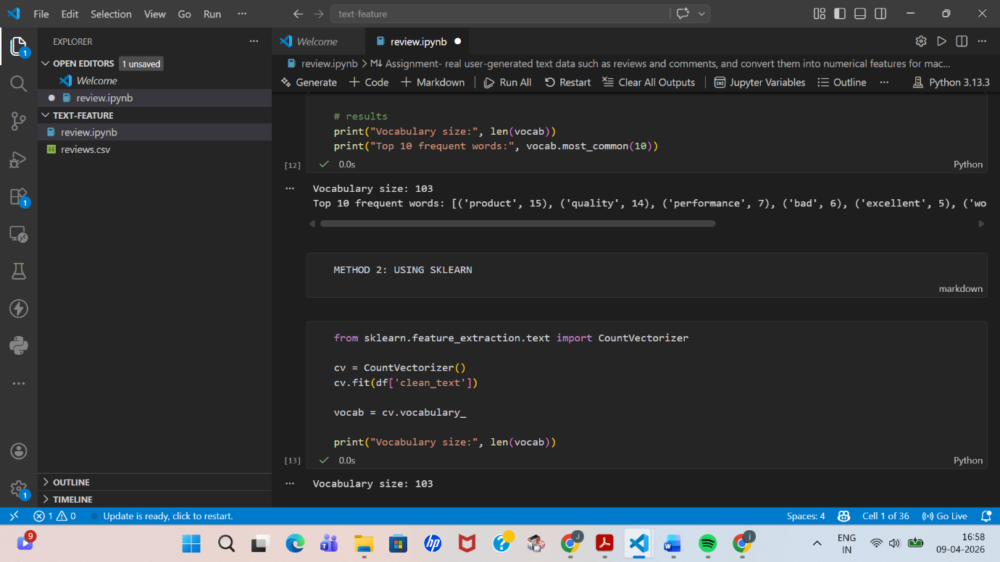 File Edit Selection View Go Run ···
text-feature
EXPLORER ···
OPEN EDITORS 1 unsaved
Welcome
review.ipynb
TEXT-FEATURE
review.ipynb
reviews.csv
OUTLINE
TIMELINE
Welcome
review.ipynb
review.ipynb > M↓ Assignment- real user-generated text data such as reviews and comments, and convert them into numerical features for mac...
Generate + Code + Markdown Run All Restart Clear All Outputs Jupyter Variables Outline ··· Python 3.13.3
# results
print("Vocabulary size:", len(vocab))
print("Top 10 frequent words:", vocab.most_common(10))
[12] 0.0s Python
Vocabulary size: 103
Top 10 frequent words: [('product', 15), ('quality', 14), ('performance', 7), ('bad', 6), ('excellent', 5), ('wo
METHOD 2: USING SKLEARN
markdown
from sklearn.feature_extraction.text import CountVectorizer
cv = CountVectorizer()
cv.fit(df['clean_text'])
vocab = cv.vocabulary_
print("Vocabulary size:", len(vocab))
[13] 0.0s Python
Vocabulary size: 103
1
1
1
1 0 Update is ready, click to restart. Spaces: 4 Cell 1 of 36 Go Live
9
J
J
ENG
IN
16:58
09-04-2026